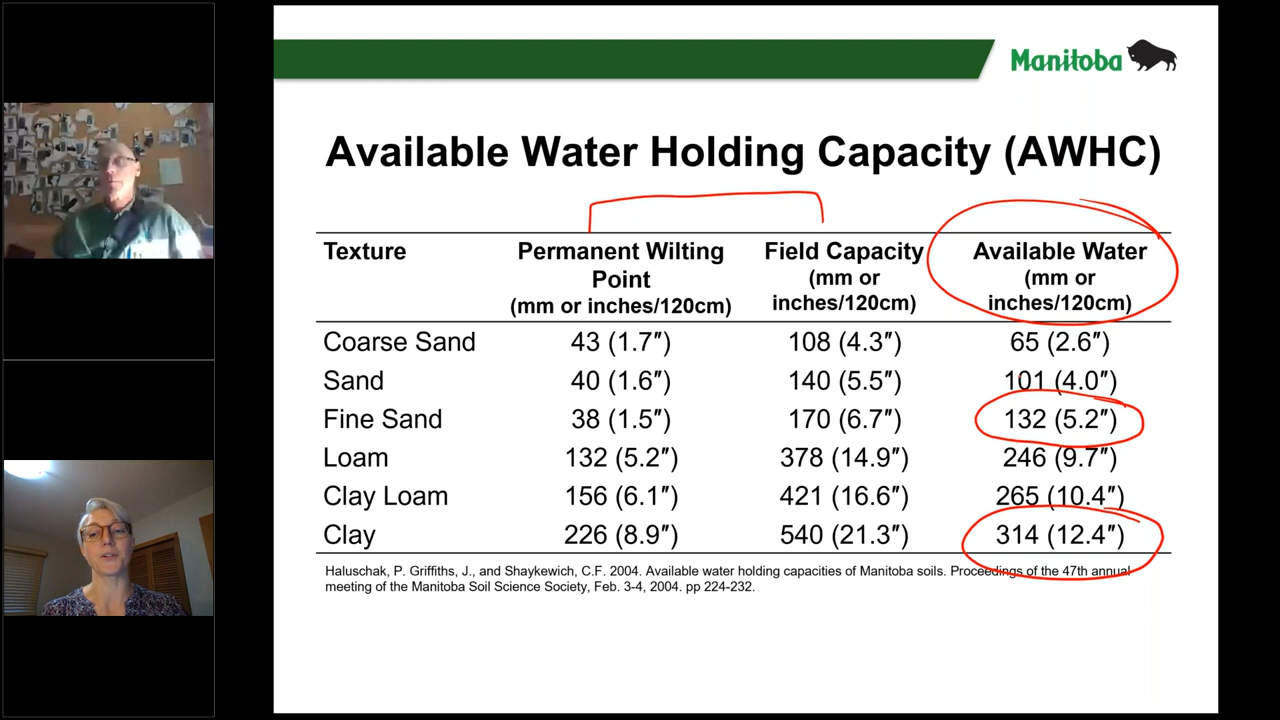 Manitoba
Available Water Holding Capacity (AWHC)
Texture
Permanent Wilting
Point
(mm or inches/120cm)
Field Capacity
(mm or
inches/120cm)
Available Water
(mm or
inches/120cm)
Coarse Sand 43 (1.7″) 108 (4.3″) 65 (2.6″)
Sand 40 (1.6″) 140 (5.5″) 101 (4.0″)
Fine Sand 38 (1.5″) 170 (6.7″) 132 (5.2″)
Loam 132 (5.2″) 378 (14.9″) 246 (9.7″)
Clay Loam 156 (6.1″) 421 (16.6″) 265 (10.4″)
Clay 226 (8.9″) 540 (21.3″) 314 (12.4″)
Haluschak, P. Griffiths, J., and Shaykewich, C.F. 2004. Available water holding capacities of Manitoba soils. Proceedings of the 47th annual
meeting of the Manitoba Soil Science Society, Feb. 3-4, 2004. pp 224-232.